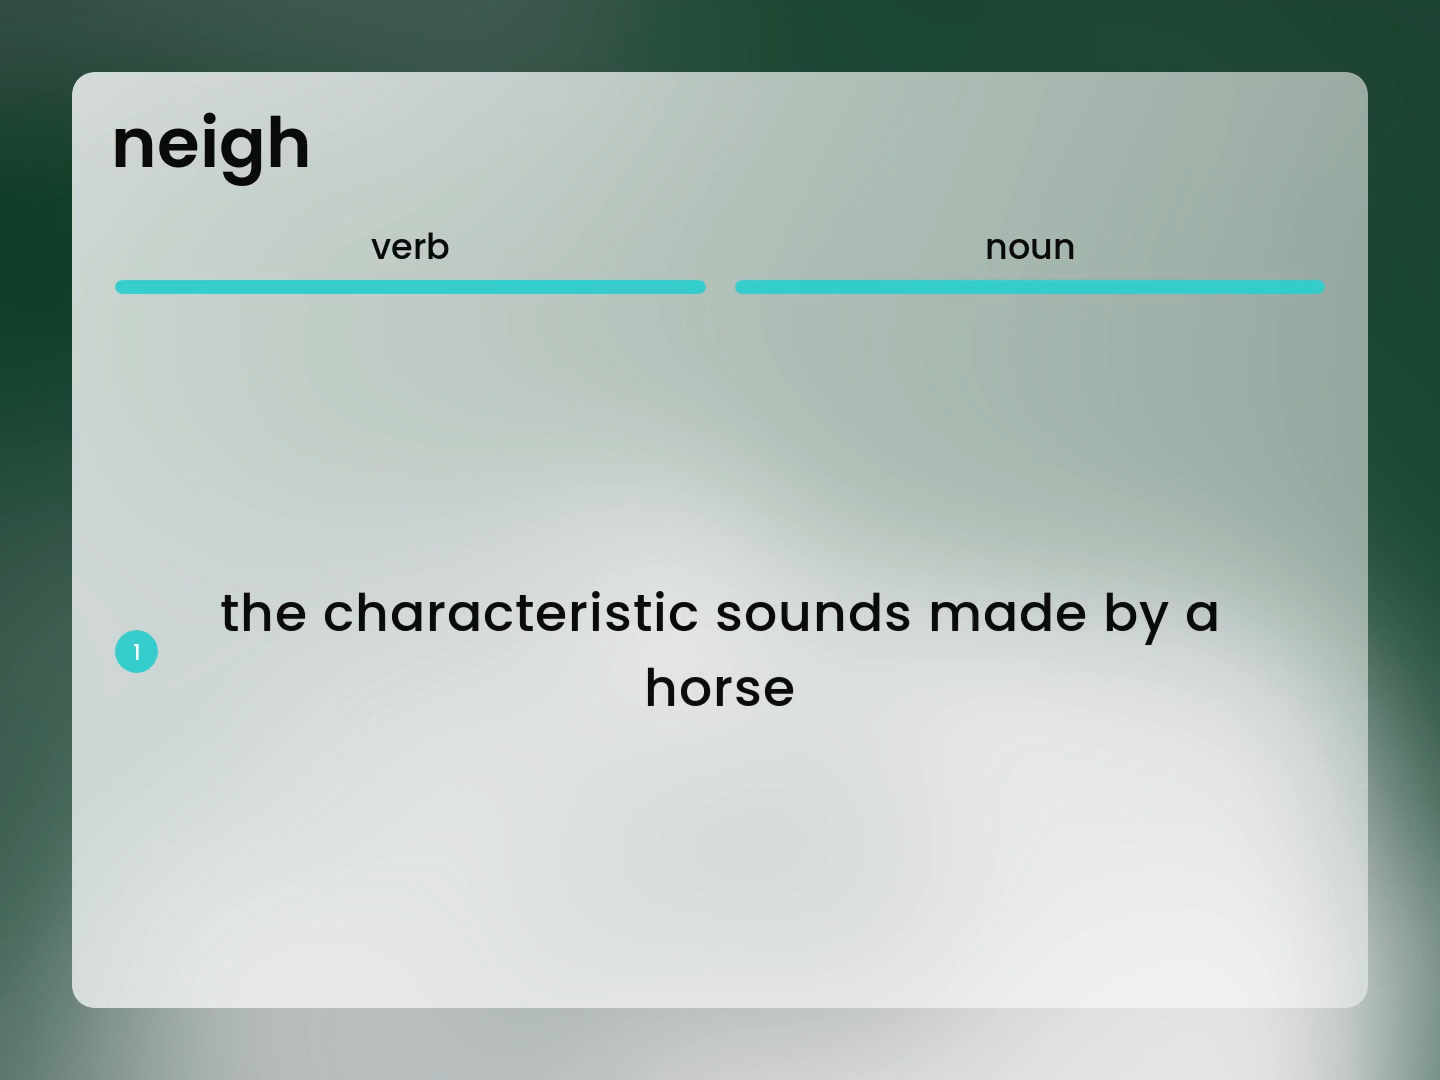 neigh
verb
noun
the characteristic sounds made by a
1
horse